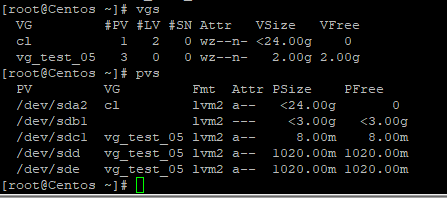 [root@Centos ~]# vgs
  VG         #PV #LV #SN Attr   VSize   VFree
  cl           1   2   0 wz--n- <24.00g    0
  vg_test_05   3   0   0 wz--n-   2.00g 2.00g
[root@Centos ~]# pvs
  PV         VG         Fmt  Attr PSize    PFree
  /dev/sda2  cl         lvm2 a--   <24.00g       0
  /dev/sdb1             lvm2 ---    <3.00g  <3.00g
  /dev/sdc1  vg_test_05 lvm2 a--     8.00m    8.00m
  /dev/sdd   vg_test_05 lvm2 a--  1020.00m 1020.00m
  /dev/sde   vg_test_05 lvm2 a--  1020.00m 1020.00m
[root@Centos ~]#